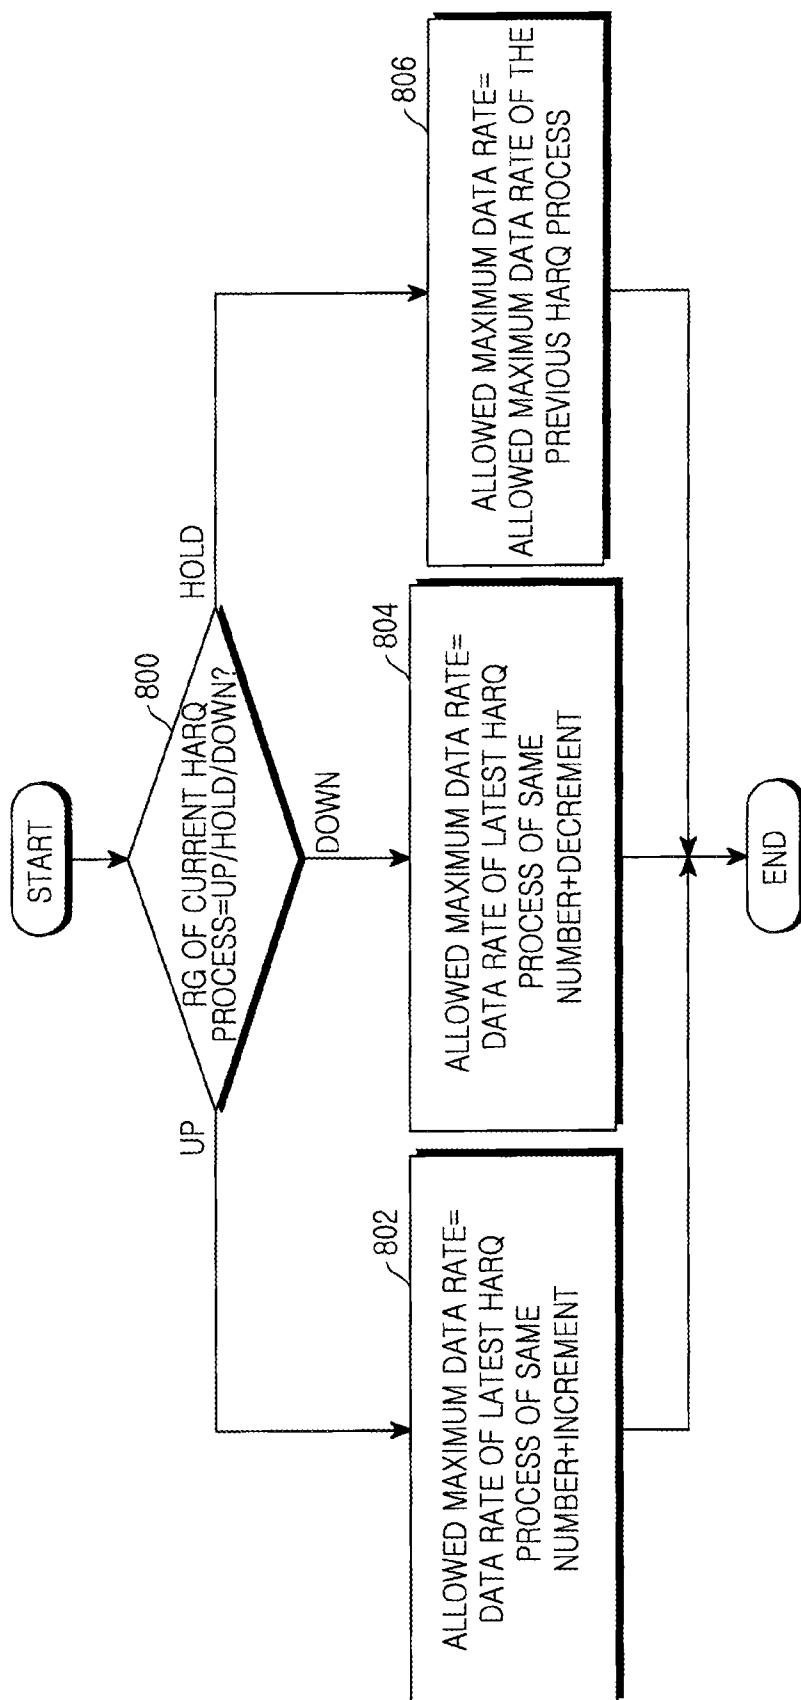 START
800
RG OF CURRENT HARQ
PROCESS=UP/HOLD/DOWN?
UP
DOWN
HOLD
802
ALLOWED MAXIMUM DATA RATE=
DATA RATE OF LATEST HARQ
PROCESS OF SAME
NUMBER+INCREMENT
804
ALLOWED MAXIMUM DATA RATE=
DATA RATE OF LATEST HARQ
PROCESS OF SAME
NUMBER+DECREMENT
806
ALLOWED MAXIMUM DATA RATE=
ALLOWED MAXIMUM DATA RATE OF THE
PREVIOUS HARQ PROCESS
END